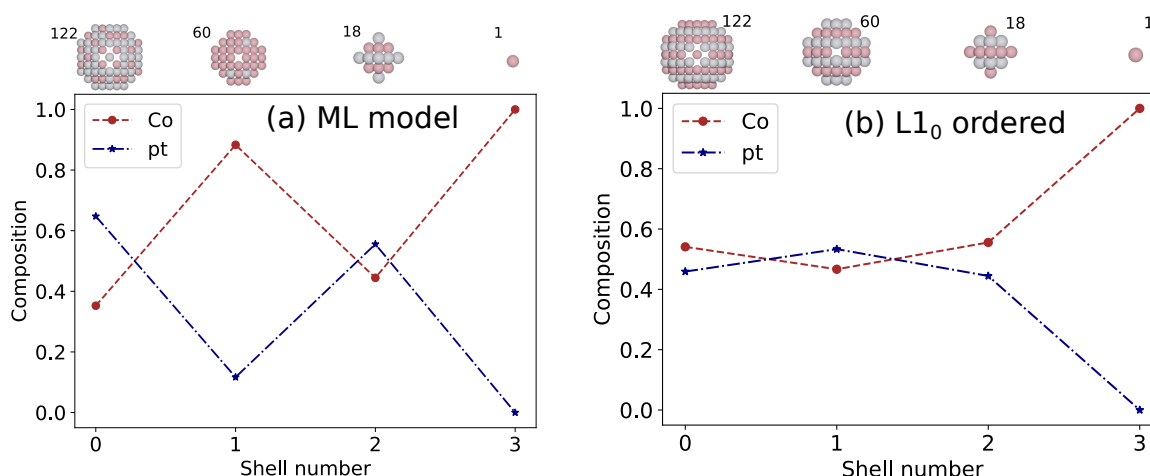 122
60
18
1
(a) ML model
Co
pt
1.0
0.8
0.6
0.4
0.2
0.0
Composition
0
1
2
3
Shell number
122
60
18
1
(b) L1₀ ordered
Co
pt
1.0
0.8
0.6
0.4
0.2
0.0
Composition
0
1
2
3
Shell number